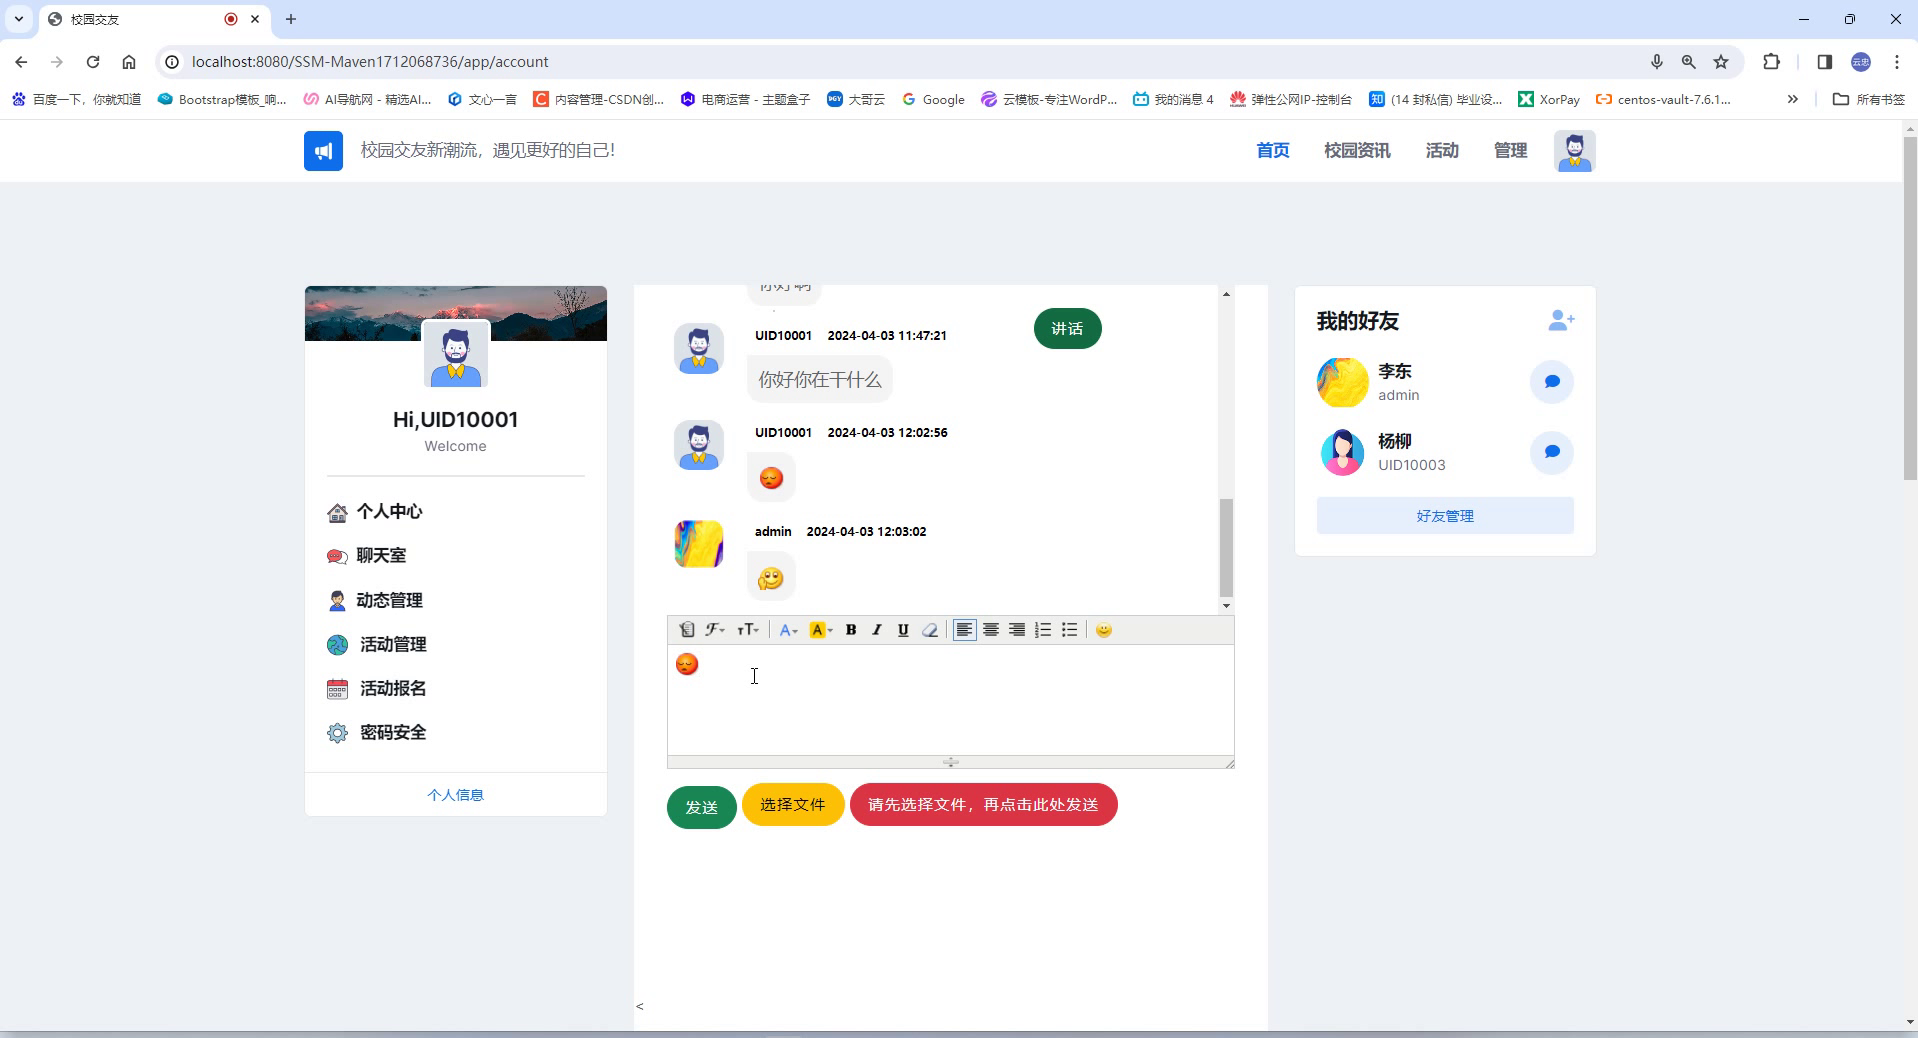 校园交友
localhost:8080/SSM-Maven1712068736/app/account
百度一下，你就知道
Bootstrap模板_响...
AI导航网 - 精选AI...
文心一言
内容管理-CSDN创...
电商运营 - 主题盒子
大哥云
Google
云模板-专注WordP...
我的消息 4
弹性公网IP-控制台
(14 封私信) 毕业设...
XorPay
centos-vault-7.6.1...
所有书签
校园交友新潮流，遇见更好的自己!
首页
校园资讯
活动
管理
Hi,UID10001
Welcome
个人中心
聊天室
动态管理
活动管理
活动报名
密码安全
个人信息
你好 啊
讲话
UID10001 2024-04-03 11:47:21
你好你在干什么
UID10001 2024-04-03 12:02:56
admin 2024-04-03 12:03:02
发送
选择文件
请先选择文件，再点击此处发送
<
我的好友
李东
admin
杨柳
UID10003
好友管理